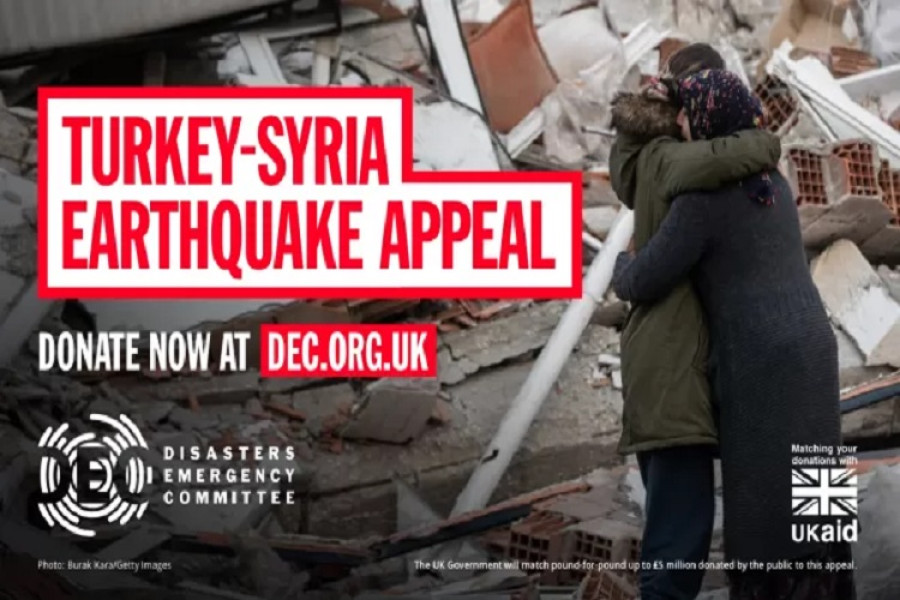 TURKEY-SYRIA
EARTHQUAKE APPEAL
DONATE NOW AT DEC.ORG.UK
DEC
DISASTERS
EMERGENCY
COMMITTEE
Matching your
donations with
UKaid
Photo: Burak Kara/Getty Images
The UK Government will match pound-for-pound up to £5 million donated by the public to this appeal.